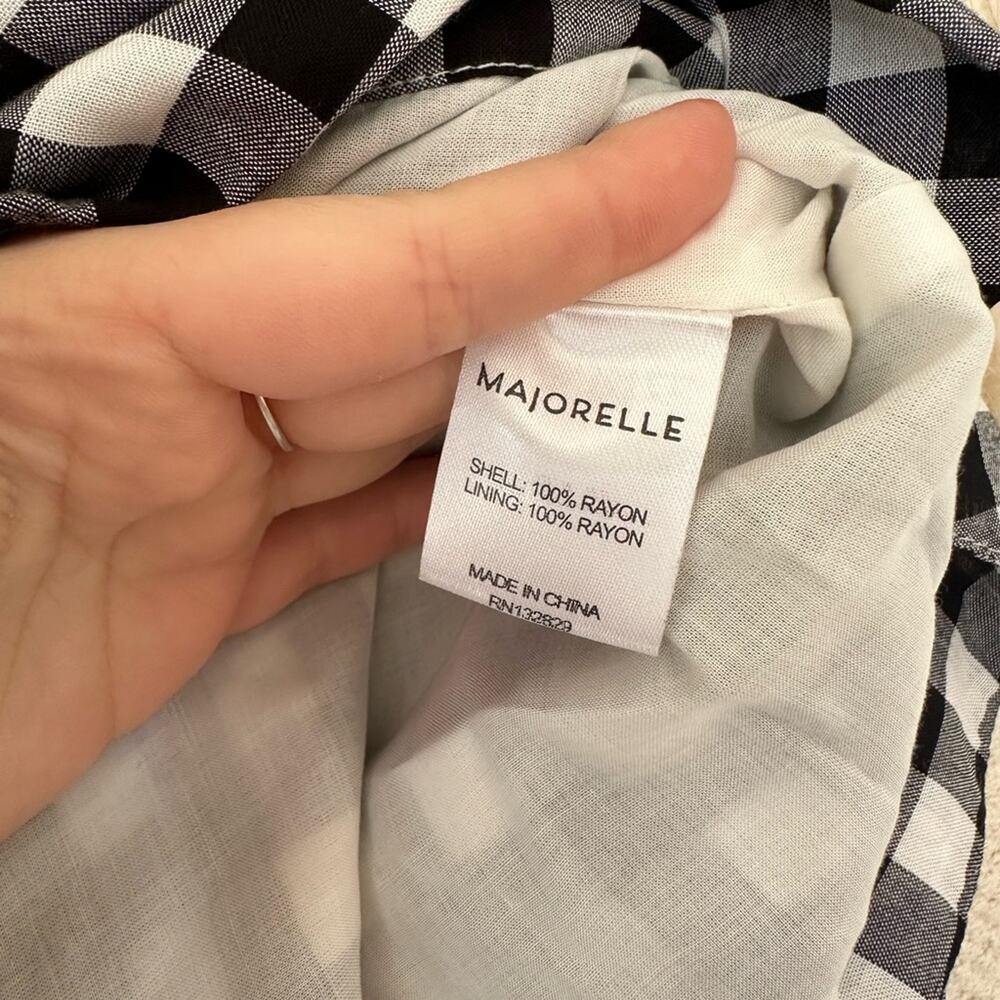 MAJORELLE
SHELL: 100% RAYON
LINING: 100% RAYON
MADE IN CHINA
RN132829